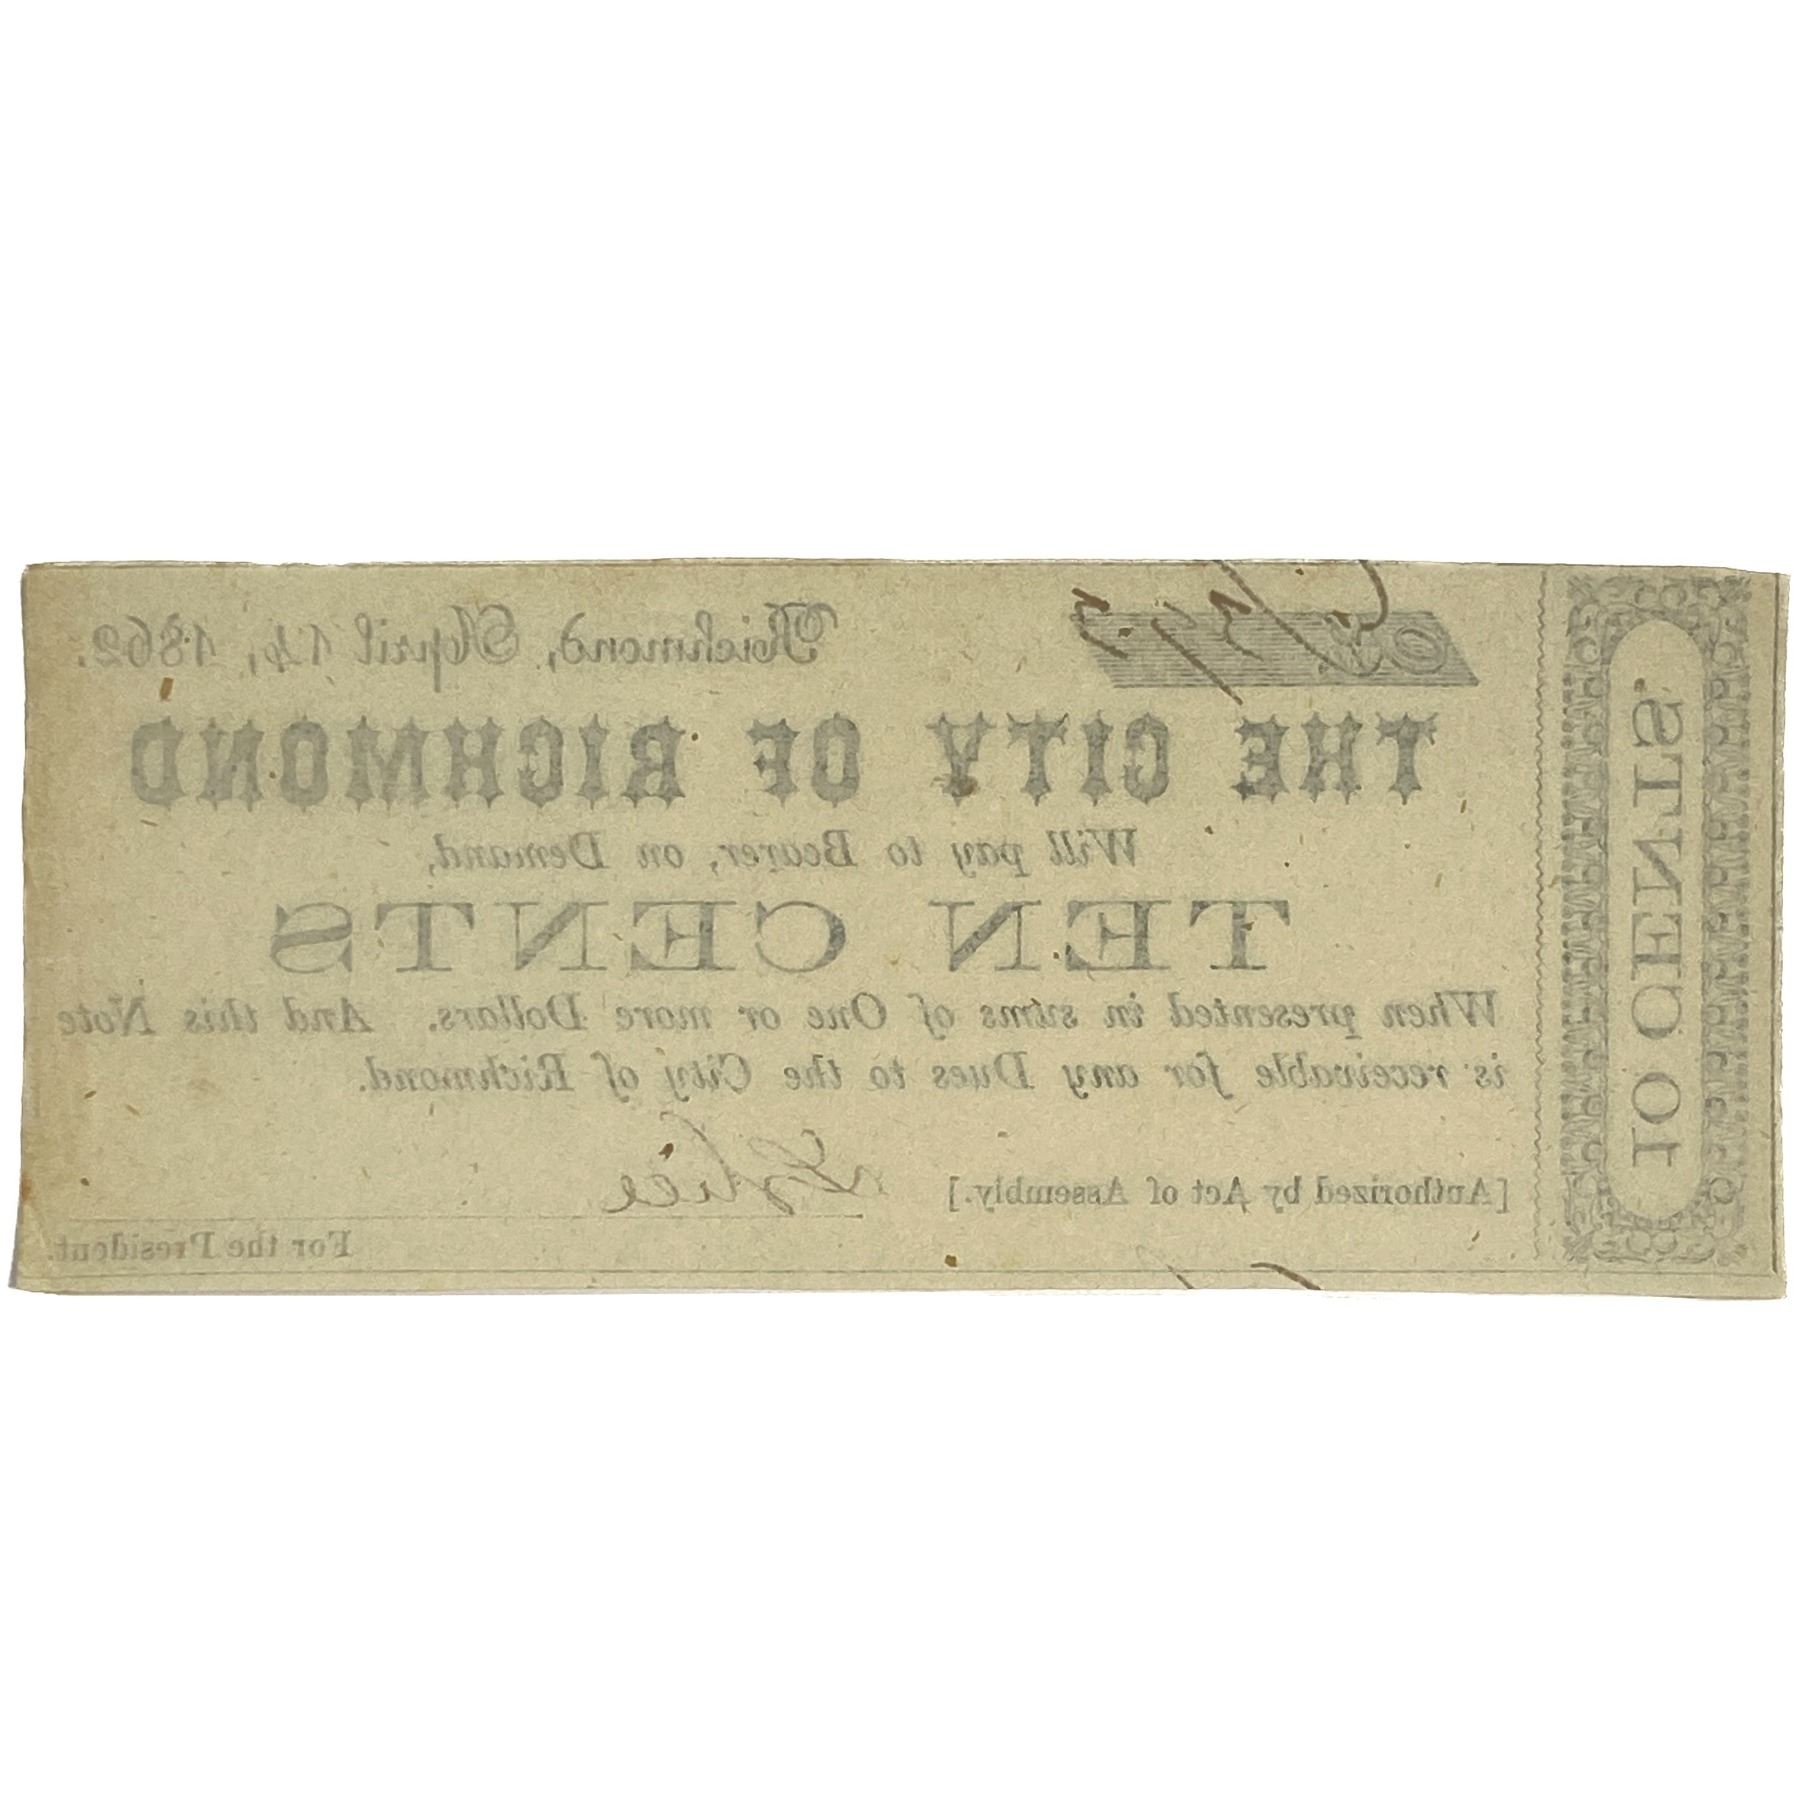 No
Richmond, April 14, 1862.
THE CITY OF RICHMOND
Will pay to Bearer, on Demand,
TEN CENTS
When presented in sums of One or more Dollars. And this Note
is receivable for any Dues to the City of Richmond.
[Authorized by Act of Assembly.]
For the President.
10 CENTS.